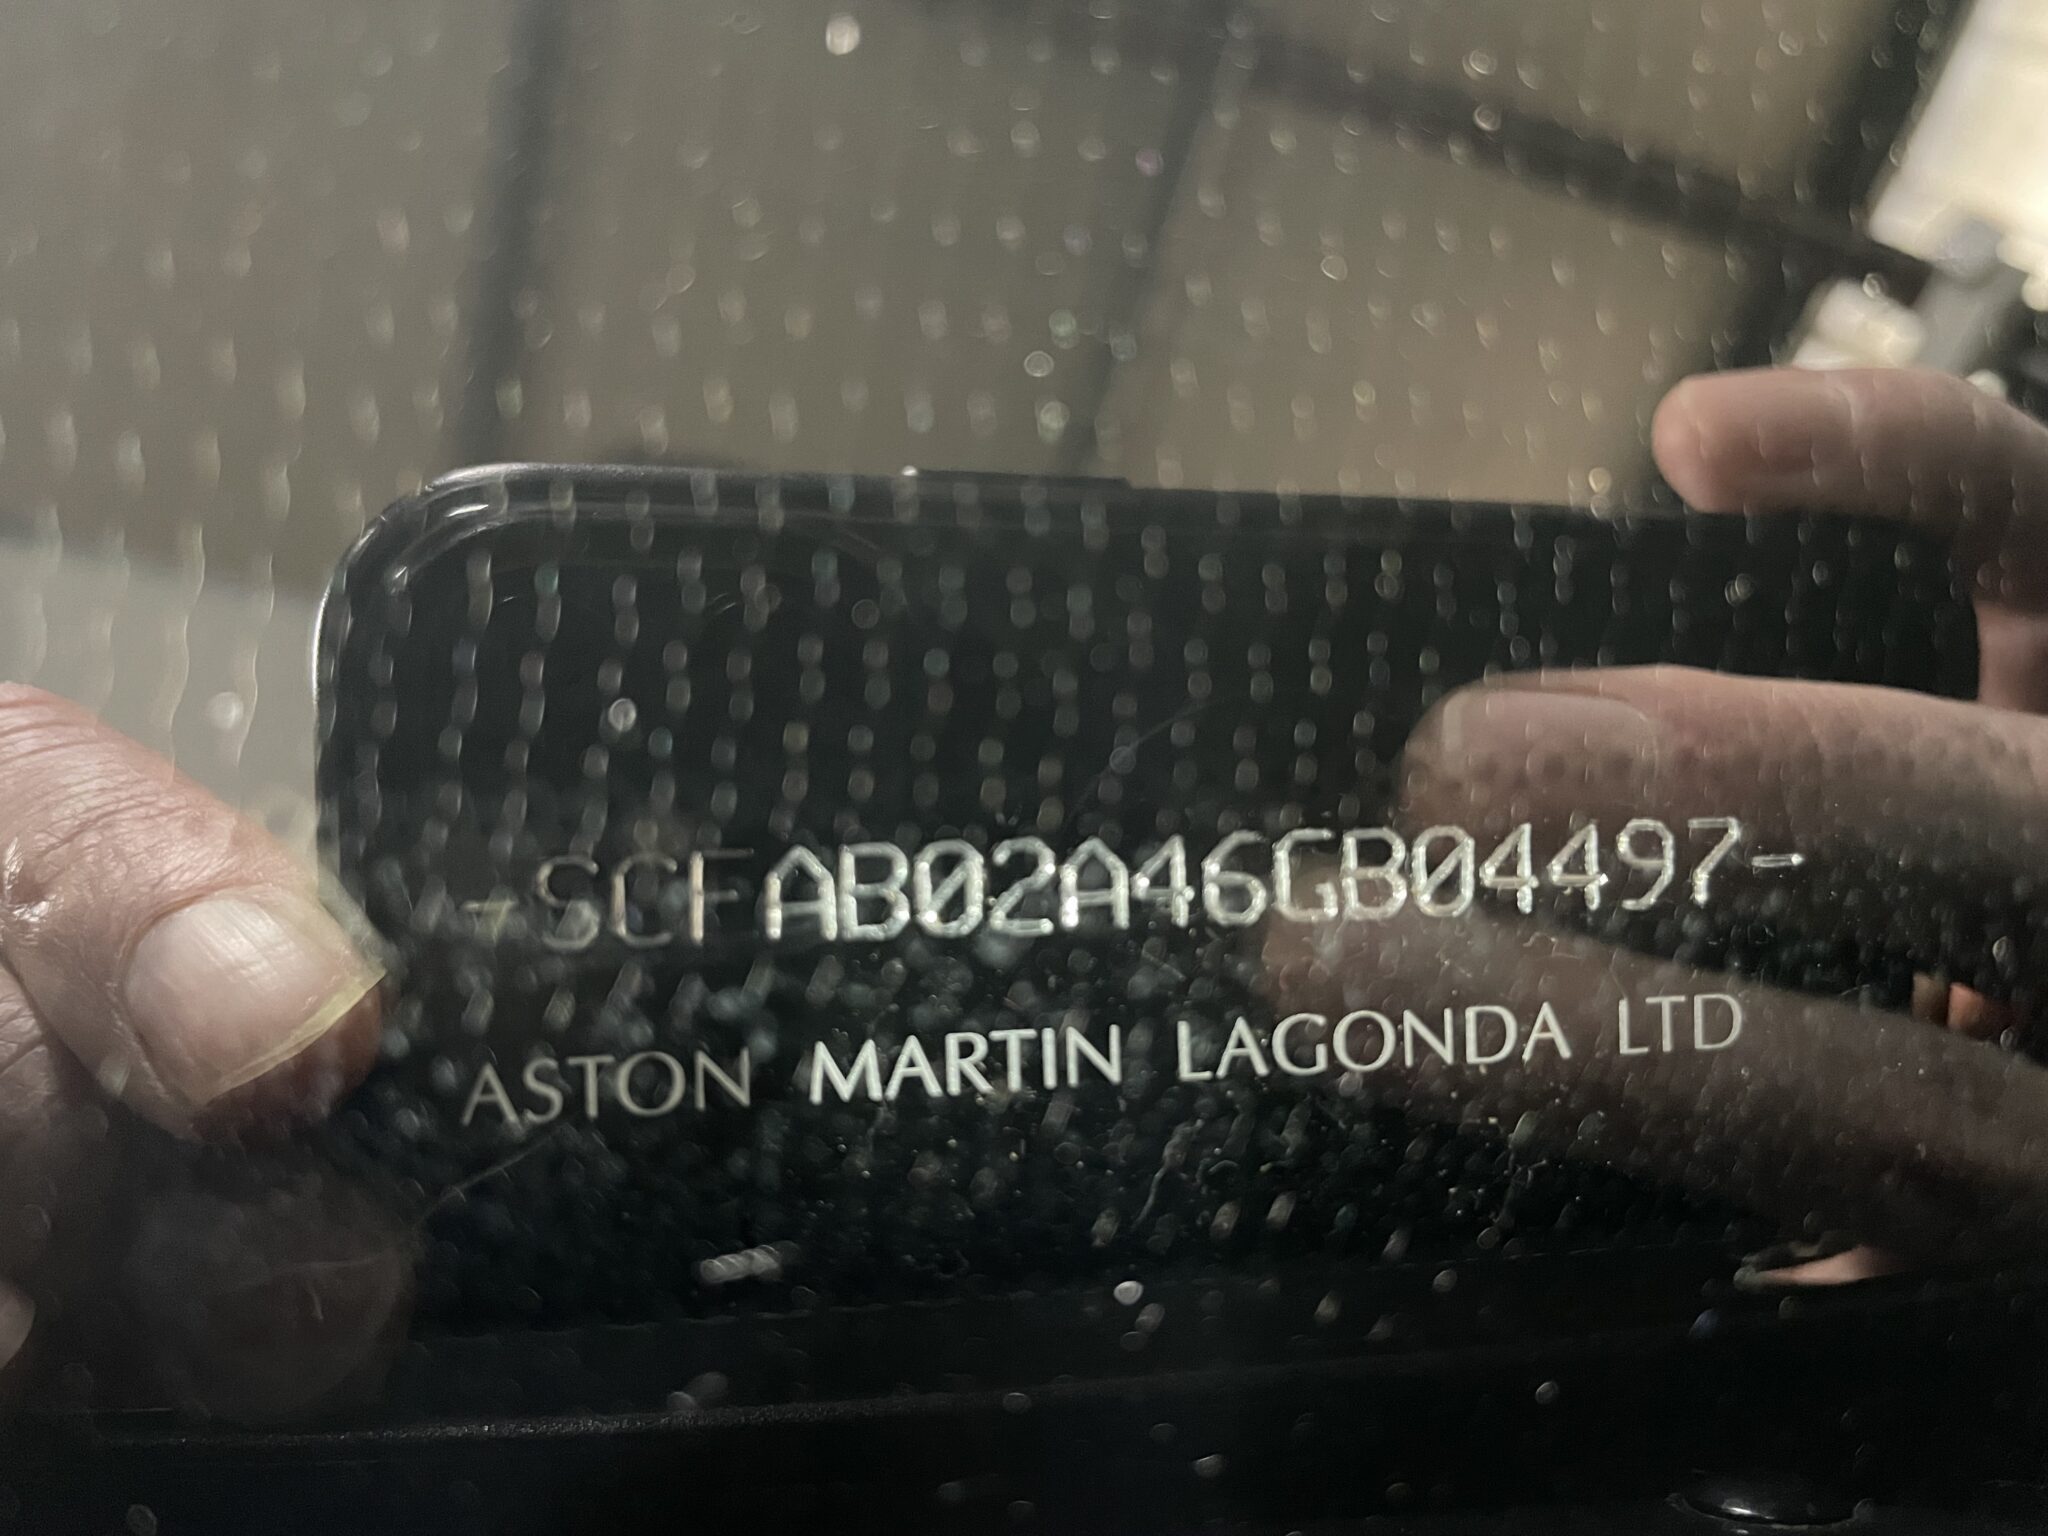 -SCFAB02A46GB04497-
ASTON MARTIN LAGONDA LTD